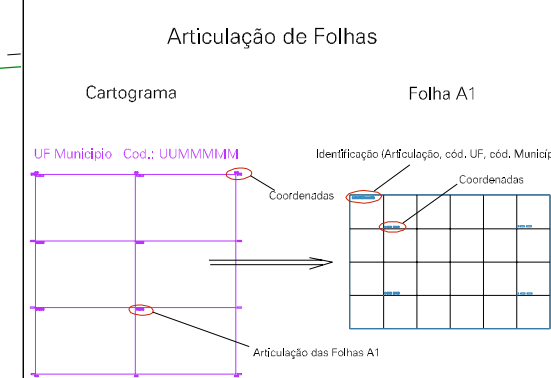 Articulação de Folhas
Cartograma
Folha A1
UF Municipio Cod.: UUMMMMM
Identificação (Articulação, cód. UF, cód. Municíp
Coordenadas
Coordenadas
Articulação das Folhas A1